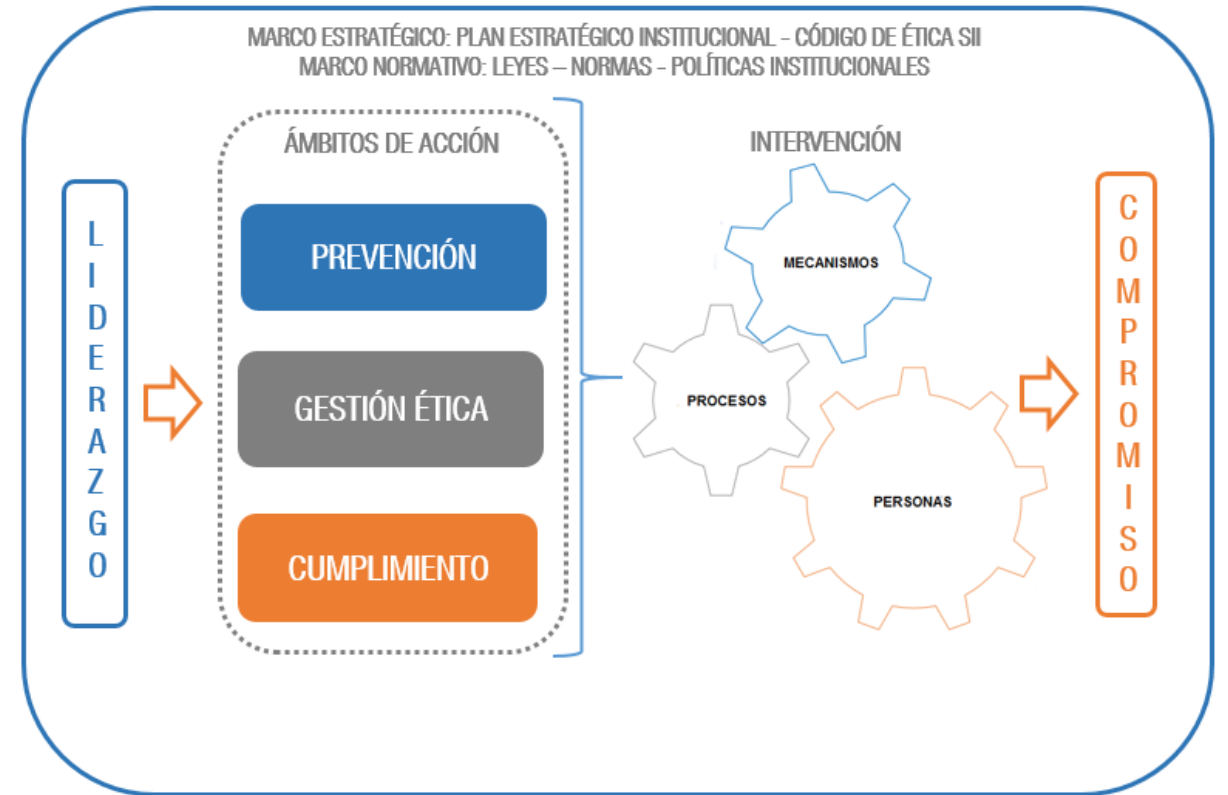 MARCO ESTRATÉGICO: PLAN ESTRATÉGICO INSTITUCIONAL - CÓDIGO DE ÉTICA SII
MARCO NORMATIVO: LEYES – NORMAS - POLÍTICAS INSTITUCIONALES
LIDERAZGO
ÁMBITOS DE ACCIÓN
PREVENCIÓN
GESTIÓN ÉTICA
CUMPLIMIENTO
INTERVENCIÓN
MECANISMOS
PROCESOS
PERSONAS
COMPROMISO